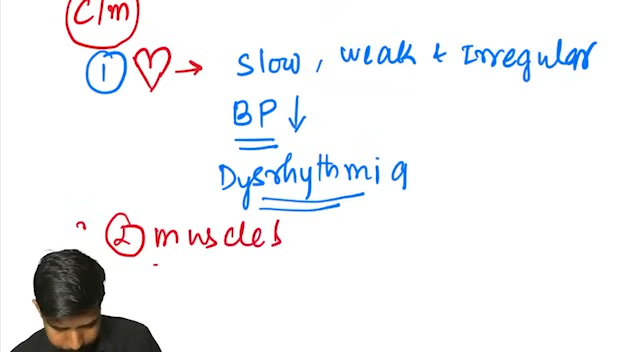 C/m
① ♡ → Slow, weak & Irregular
BP ↓
Dysrhythmia
② muscles